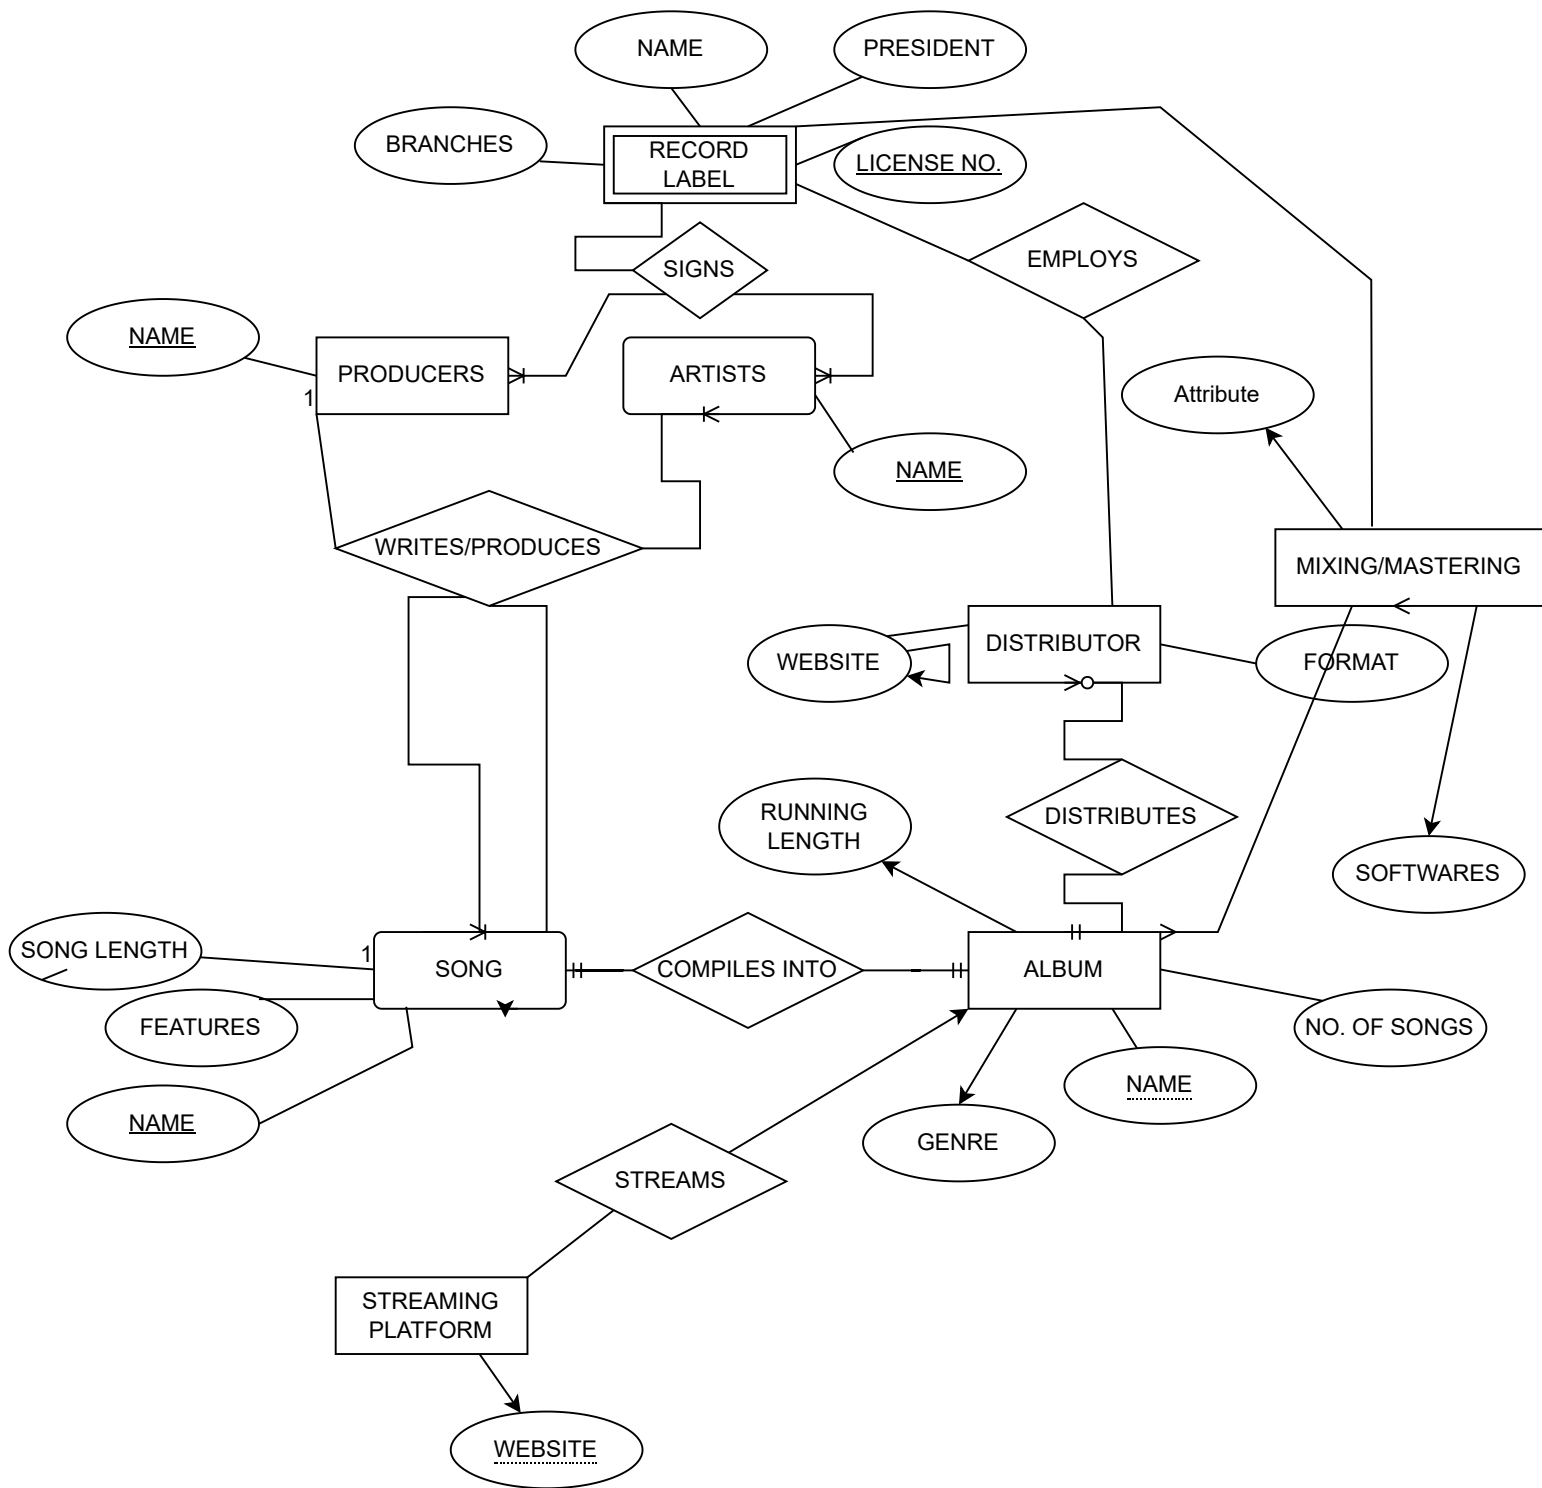 NAME
PRESIDENT
BRANCHES
RECORD
LABEL
LICENSE NO.
SIGNS
EMPLOYS
NAME
PRODUCERS
1
ARTISTS
Attribute
NAME
WRITES/PRODUCES
MIXING/MASTERING
WEBSITE
DISTRIBUTOR
FORMAT
RUNNING
LENGTH
DISTRIBUTES
SOFTWARES
SONG LENGTH
1
SONG
COMPILES INTO
ALBUM
FEATURES
NO. OF SONGS
NAME
NAME
GENRE
STREAMS
STREAMING
PLATFORM
WEBSITE